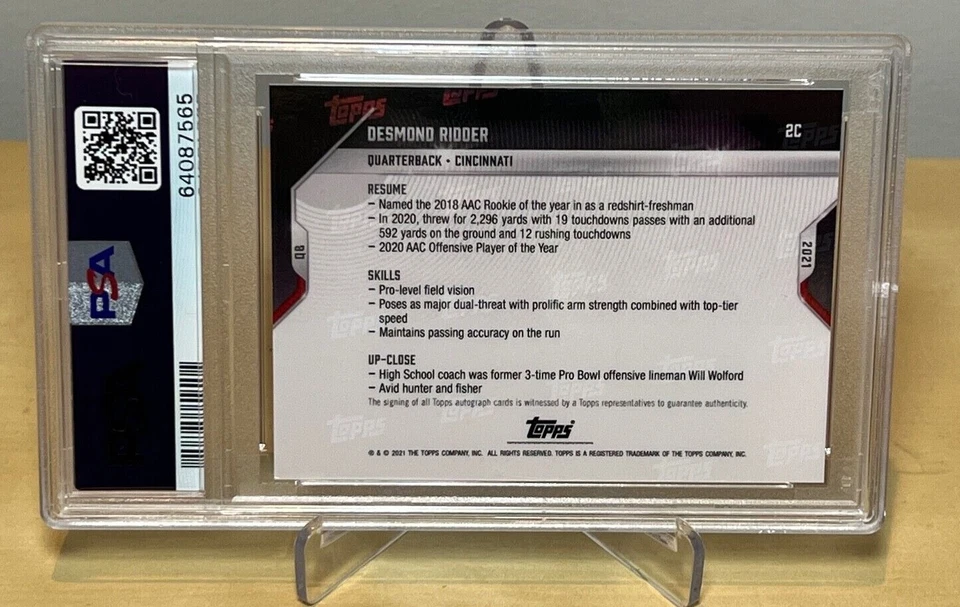 64087565
PSA
Topps
Topps
DESMOND RIDDER
2C
QUARTERBACK • CINCINNATI
QB
2021
RESUME
– Named the 2018 AAC Rookie of the year in as a redshirt-freshman
– In 2020, threw for 2,296 yards with 19 touchdowns passes with an additional
592 yards on the ground and 12 rushing touchdowns
– 2020 AAC Offensive Player of the Year
SKILLS
– Pro-level field vision
– Poses as major dual-threat with prolific arm strength combined with top-tier
speed
– Maintains passing accuracy on the run
UP-CLOSE
– High School coach was former 3-time Pro Bowl offensive lineman Will Wolford
– Avid hunter and fisher
The signing of all Topps autograph cards is witnessed by a Topps representatives to guarantee authenticity.
Topps
® & © 2021 THE TOPPS COMPANY, INC. ALL RIGHTS RESERVED. TOPPS IS A REGISTERED TRADEMARK OF THE TOPPS COMPANY, INC.